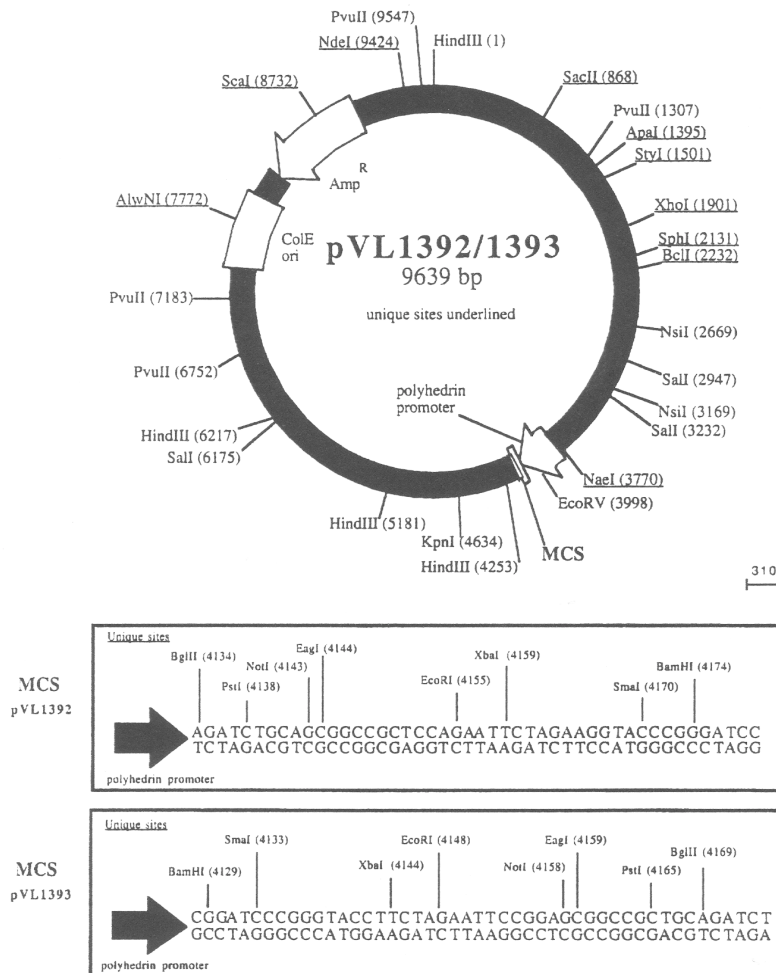 PvuII (9547)
HindIII (1)
NdeI (9424)
ScaI (8732)
SacII (868)
PvuII (1307)
ApaI (1395)
StyI (1501)
Amp R
AlwNI (7772)
XhoI (1901)
ColE
ori
pVL1392/1393
9639 bp
SphI (2131)
BclI (2232)
PvuII (7183)
unique sites underlined
NsiI (2669)
PvuII (6752)
SalI (2947)
polyhedrin
promoter
NsiI (3169)
SalI (3232)
HindIII (6217)
SalI (6175)
NaeI (3770)
EcoRV (3998)
HindIII (5181)
KpnI (4634)
MCS
HindIII (4253)
310
Unique sites
BglII (4134)
EagI (4144)
XbaI (4159)
NotI (4143)
BamHI (4174)
MCS
pVL1392
PstI (4138)
EcoRI (4155)
SmaI (4170)
AGATCTGCAGCGGCCGCTCCAGAATTCTAGAAGGTACCCGGGATCC
TCTAGACGTCGCCGGCGAGGTCTTAAGATCTTCCATGGGCCCTAGG
polyhedrin promoter
Unique sites
SmaI (4133)
EcoRI (4148)
EagI (4159)
BglII (4169)
MCS
pVL1393
BamHI (4129)
XbaI (4144)
NotI (4158)
PstI (4165)
CGGATCCCGGGTACCTTCTAGAATTCCGGAGCGGCCGCTGCAGATCT
GCCTAGGGCCCATGGAAGATCTTAAGGCCTCGCCGGCGACGTCTAGA
polyhedrin promoter